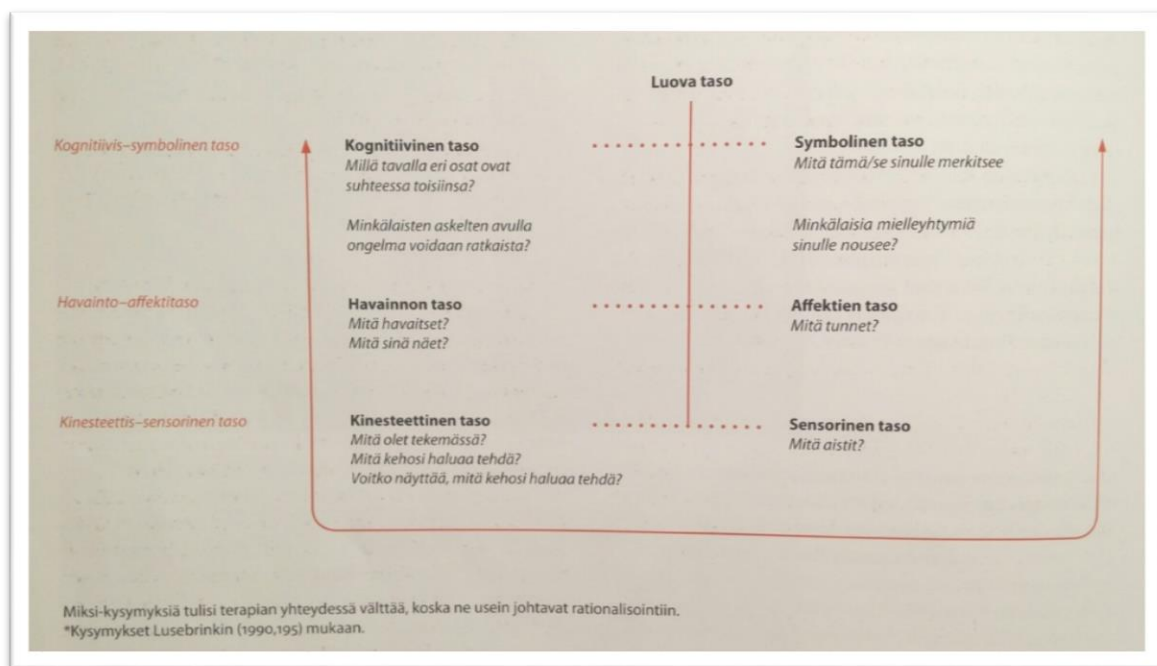 Luova taso
Kognitiivis–symbolinen taso
Kognitiivinen taso
Millä tavalla eri osat ovat
suhteessa toisiinsa?
Minkälaisten askelten avulla
ongelma voidaan ratkaista?
Symbolinen taso
Mitä tämä/se sinulle merkitsee
Minkälaisia mielleyhtymiä
sinulle nousee?
Havainto–affektitaso
Havainnon taso
Mitä havaitset?
Mitä sinä näet?
Affektien taso
Mitä tunnet?
Kinesteettis–sensorinen taso
Kinesteettinen taso
Mitä olet tekemässä?
Mitä kehosi haluaa tehdä?
Voitko näyttää, mitä kehosi haluaa tehdä?
Sensorinen taso
Mitä aistit?
Miksi-kysymyksiä tulisi terapian yhteydessä välttää, koska ne usein johtavat rationalisointiin.
*Kysymykset Lusebrinkin (1990,195) mukaan.